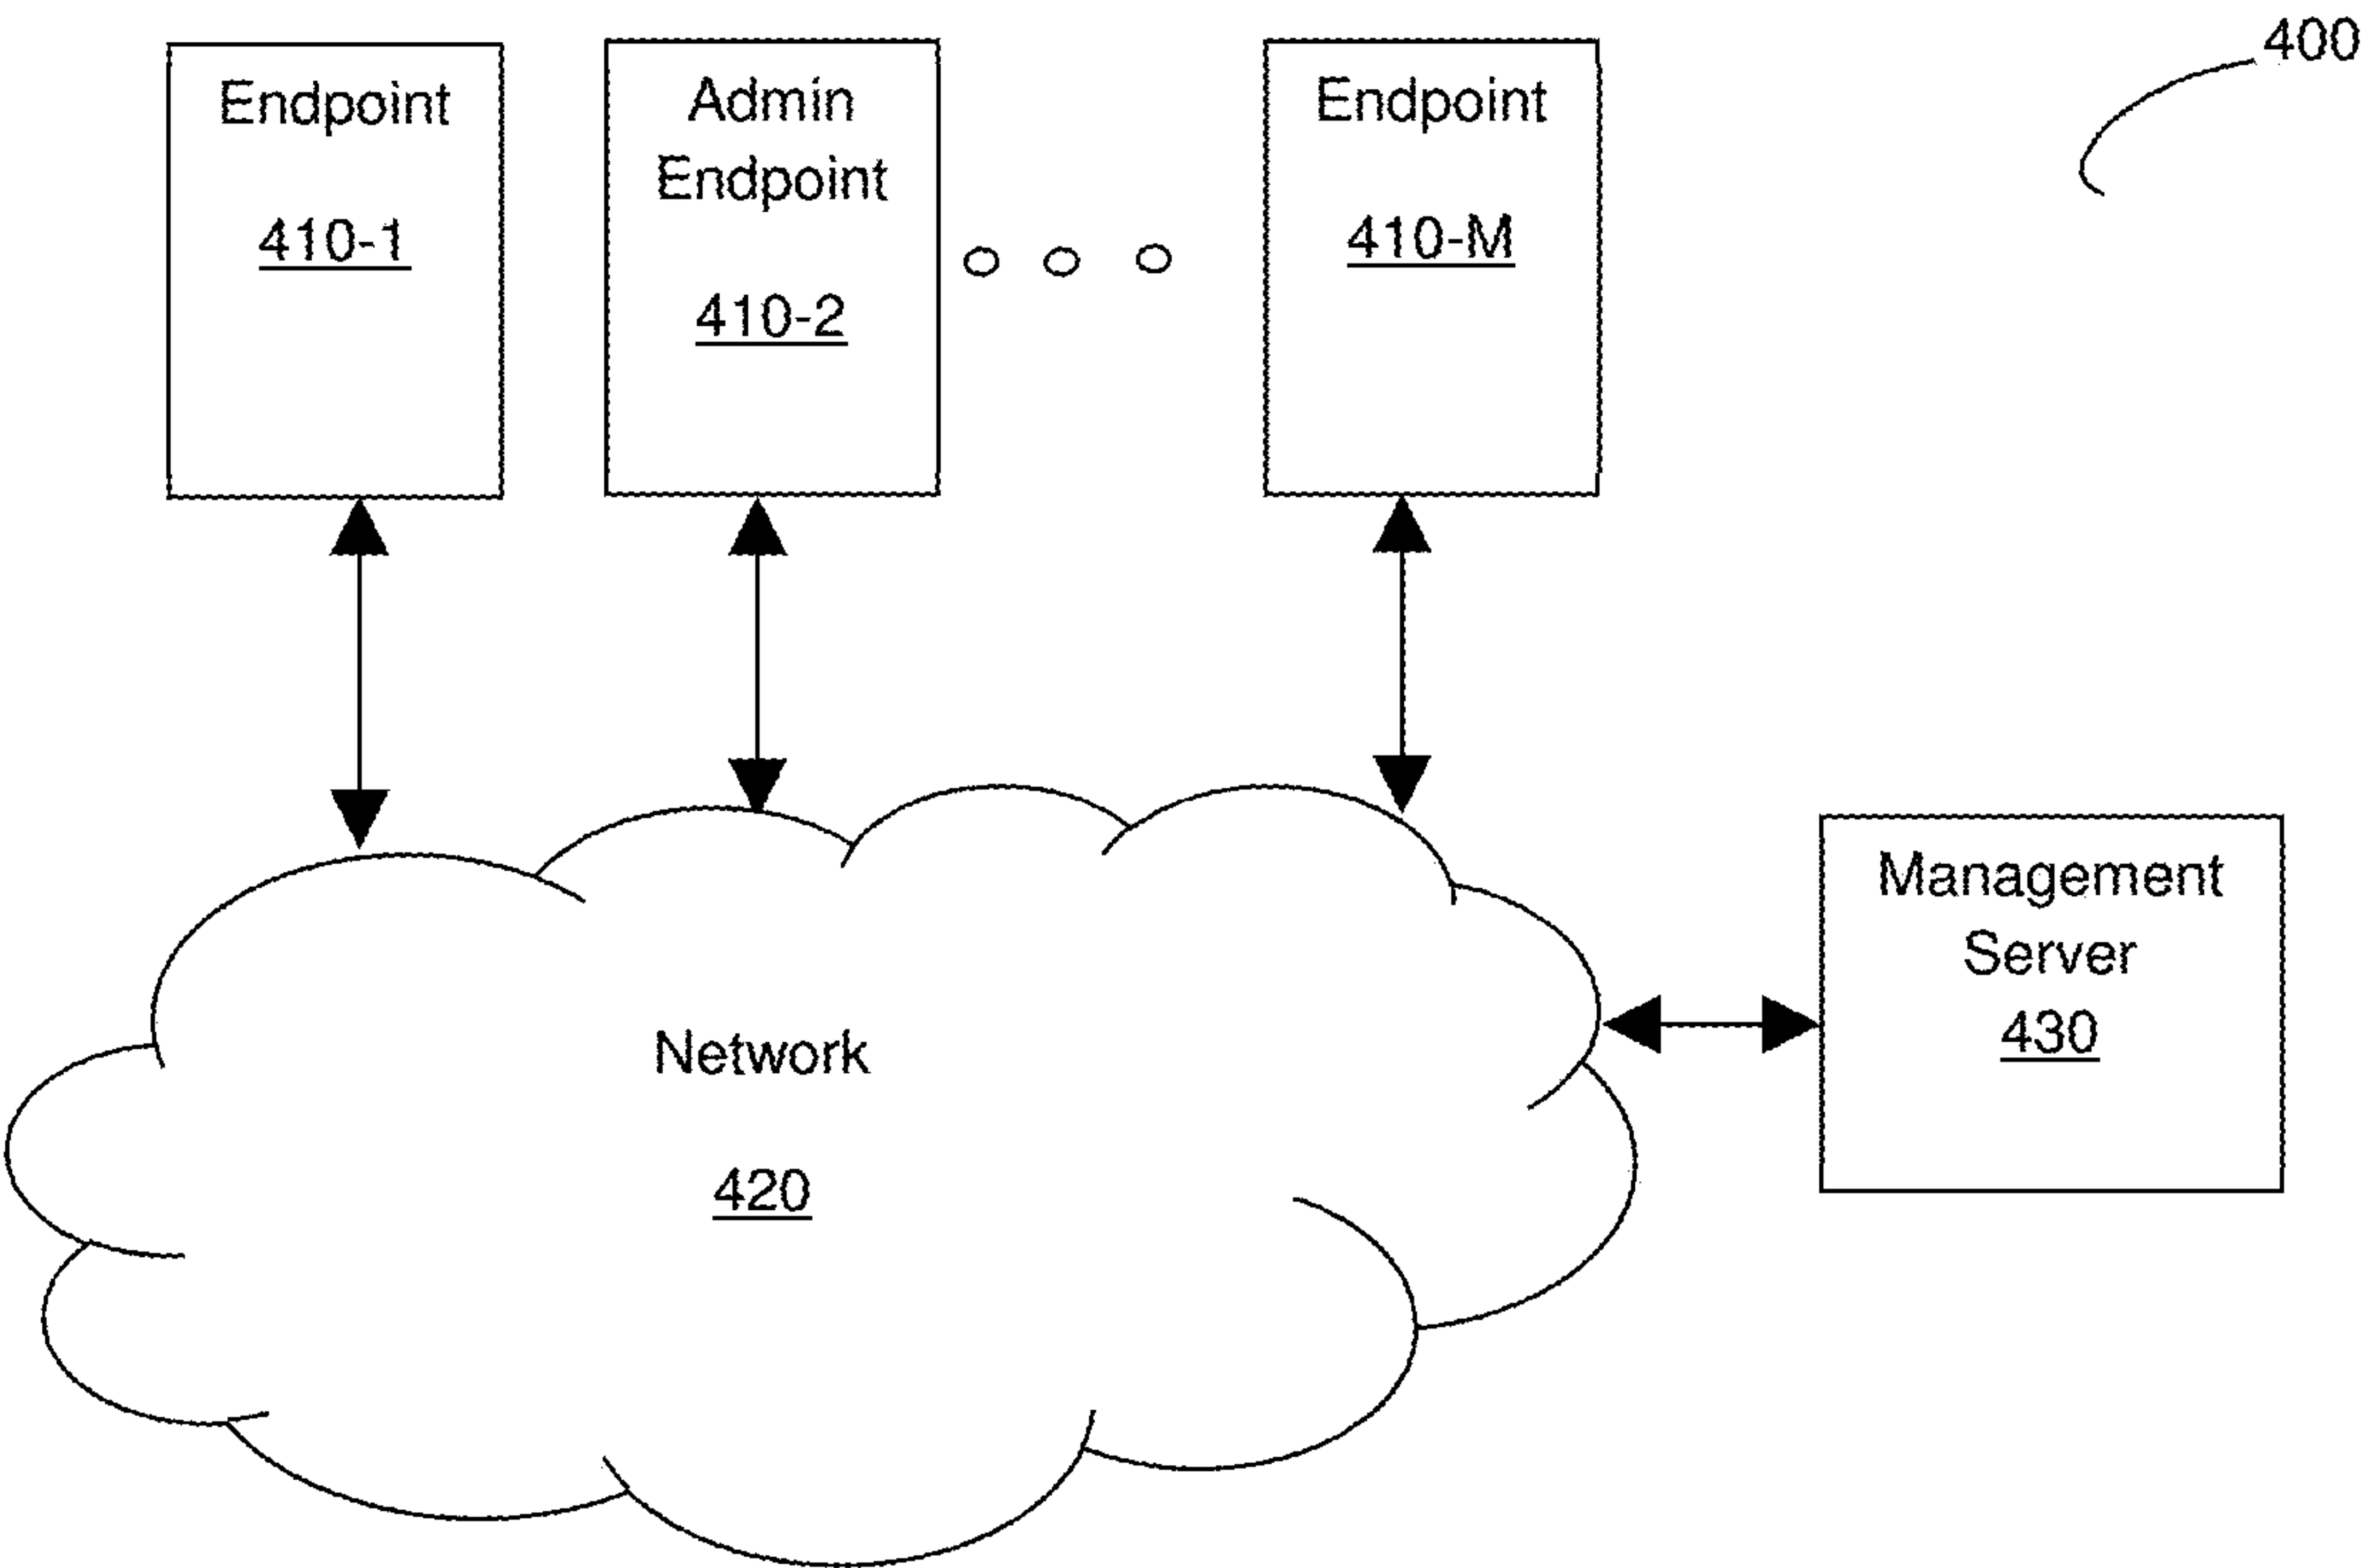 400
Endpoint
410-1
Admin
Endpoint
410-2
Endpoint
410-M
Management
Server
430
Network
420